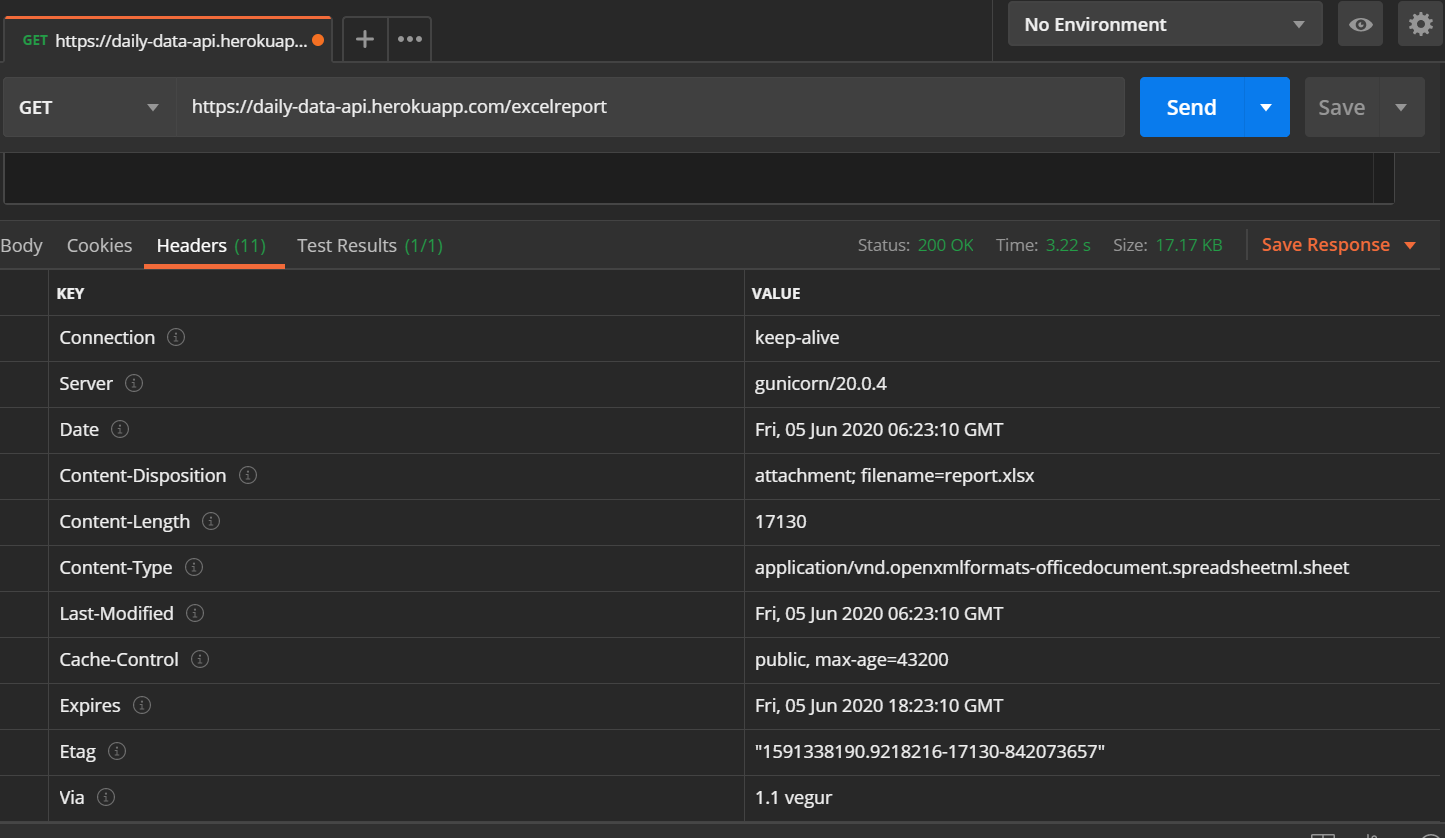 GET https://daily-data-api.herokuap...
No Environment
GET https://daily-data-api.herokuapp.com/excelreport Send Save
Body Cookies Headers (11) Test Results (1/1) Status: 200 OK Time: 3.22 s Size: 17.17 KB Save Response
KEY VALUE
Connection keep-alive
Server gunicorn/20.0.4
Date Fri, 05 Jun 2020 06:23:10 GMT
Content-Disposition attachment; filename=report.xlsx
Content-Length 17130
Content-Type application/vnd.openxmlformats-officedocument.spreadsheetml.sheet
Last-Modified Fri, 05 Jun 2020 06:23:10 GMT
Cache-Control public, max-age=43200
Expires Fri, 05 Jun 2020 18:23:10 GMT
Etag "1591338190.9218216-17130-842073657"
Via 1.1 vegur